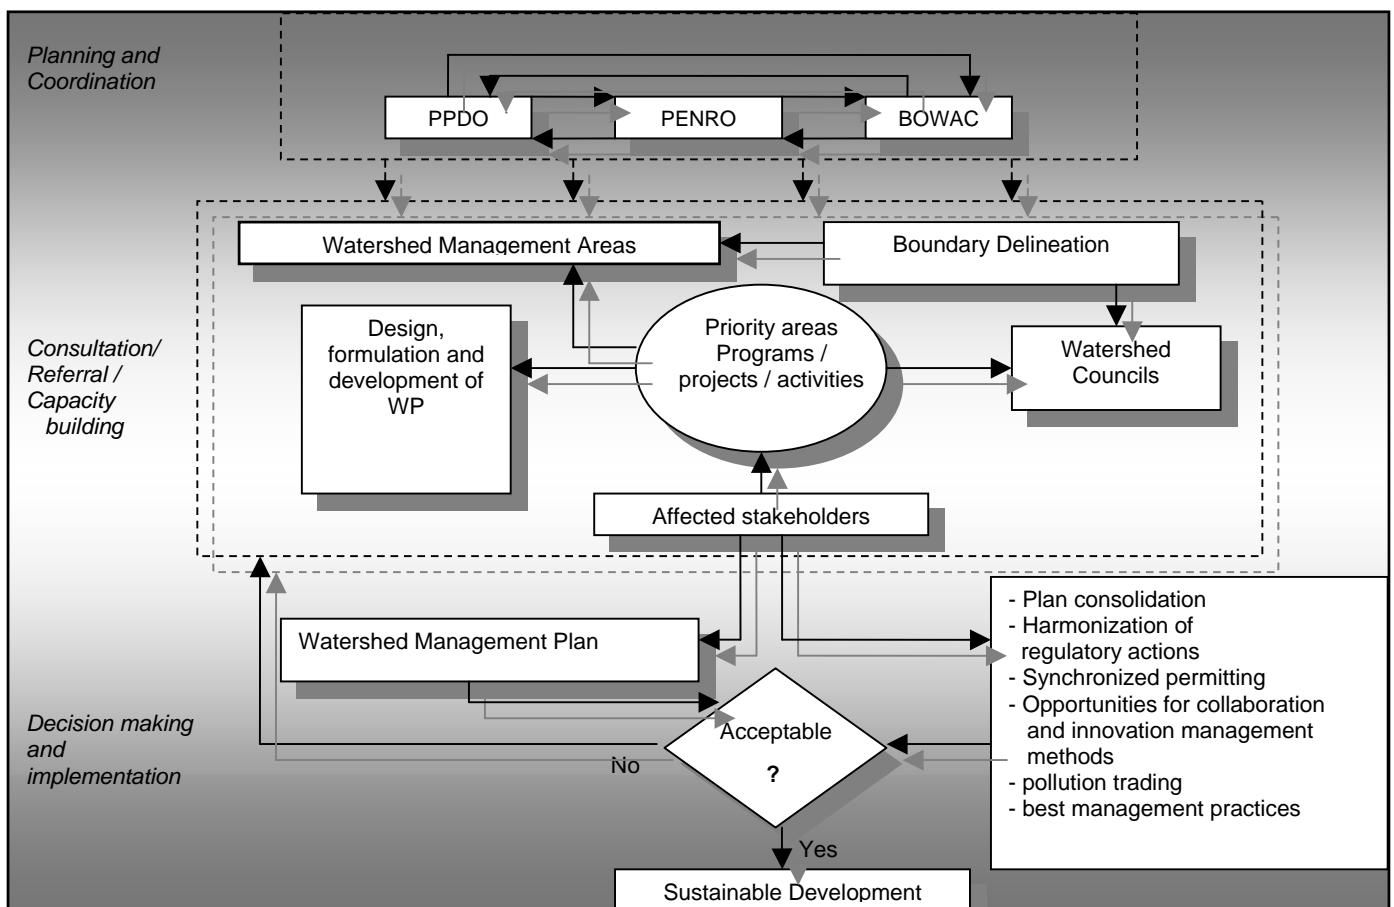 Planning and
Coordination
PPDO
PENRO
BOWAC
Watershed Management Areas
Boundary Delineation
Consultation/
Referral /
Capacity
building
Design,
formulation and
development of
WP
Priority areas
Programs /
projects / activities
Watershed
Councils
Affected stakeholders
Watershed Management Plan
- Plan consolidation
- Harmonization of
regulatory actions
- Synchronized permitting
- Opportunities for collaboration
and innovation management
methods
- pollution trading
- best management practices
Decision making
and
implementation
Acceptable
?
No
Yes
Sustainable Development